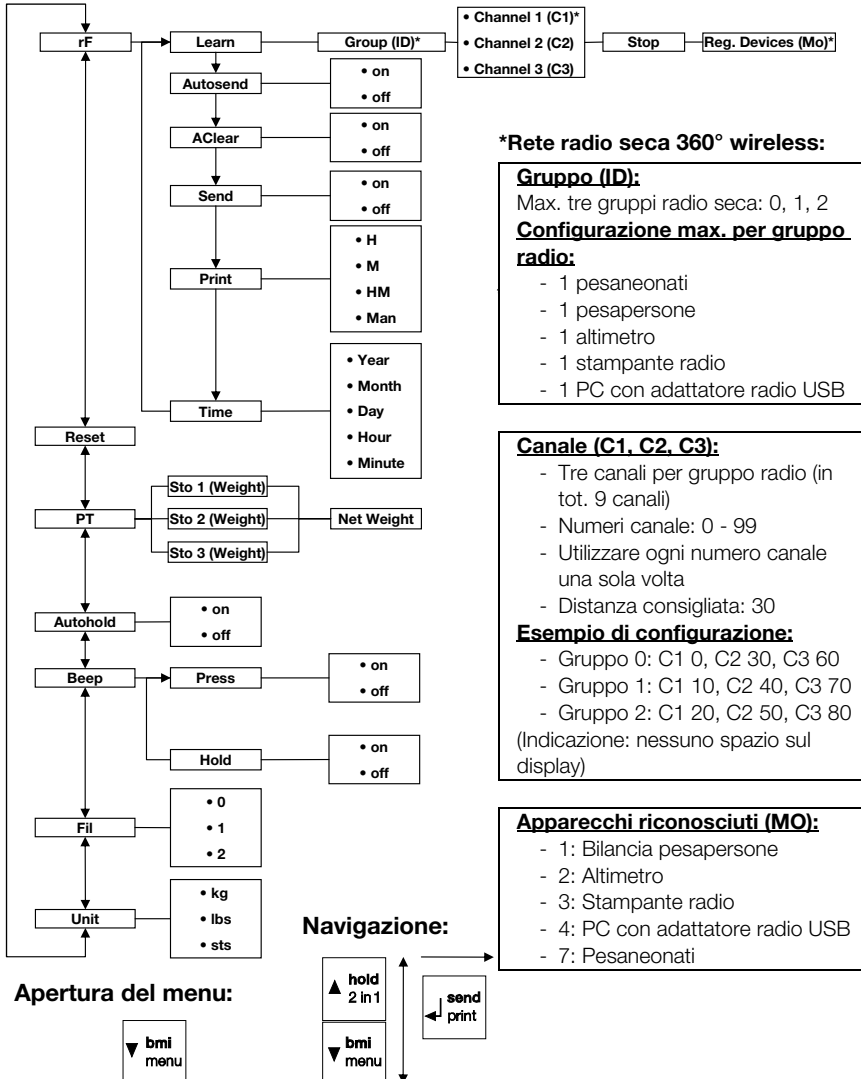 rF
Learn
Group (ID)*
• Channel 1 (C1)*
• Channel 2 (C2)
• Channel 3 (C3)
Stop
Reg. Devices (Mo)*
Autosend
• on
• off
AClear
• on
• off
Send
• on
• off
Print
• H
• M
• HM
• Man
Time
• Year
• Month
• Day
• Hour
• Minute
Reset
PT
Sto 1 (Weight)
Sto 2 (Weight)
Sto 3 (Weight)
Net Weight
Autohold
• on
• off
Beep
Press
• on
• off
Hold
• on
• off
Fil
• 0
• 1
• 2
Unit
• kg
• lbs
• sts
*Rete radio seca 360° wireless:
Gruppo (ID):
Max. tre gruppi radio seca: 0, 1, 2
Configurazione max. per gruppo
radio:
- 1 pesaneonati
- 1 pesapersone
- 1 altimetro
- 1 stampante radio
- 1 PC con adattatore radio USB
Canale (C1, C2, C3):
- Tre canali per gruppo radio (in
tot. 9 canali)
- Numeri canale: 0 - 99
- Utilizzare ogni numero canale
una sola volta
- Distanza consigliata: 30
Esempio di configurazione:
- Gruppo 0: C1 0, C2 30, C3 60
- Gruppo 1: C1 10, C2 40, C3 70
- Gruppo 2: C1 20, C2 50, C3 80
(Indicazione: nessuno spazio sul
display)
Apparecchi riconosciuti (MO):
- 1: Bilancia pesapersone
- 2: Altimetro
- 3: Stampante radio
- 4: PC con adattatore radio USB
- 7: Pesaneonati
Apertura del menu:
bmi
menu
Navigazione:
hold
2 in 1
bmi
menu
send
print